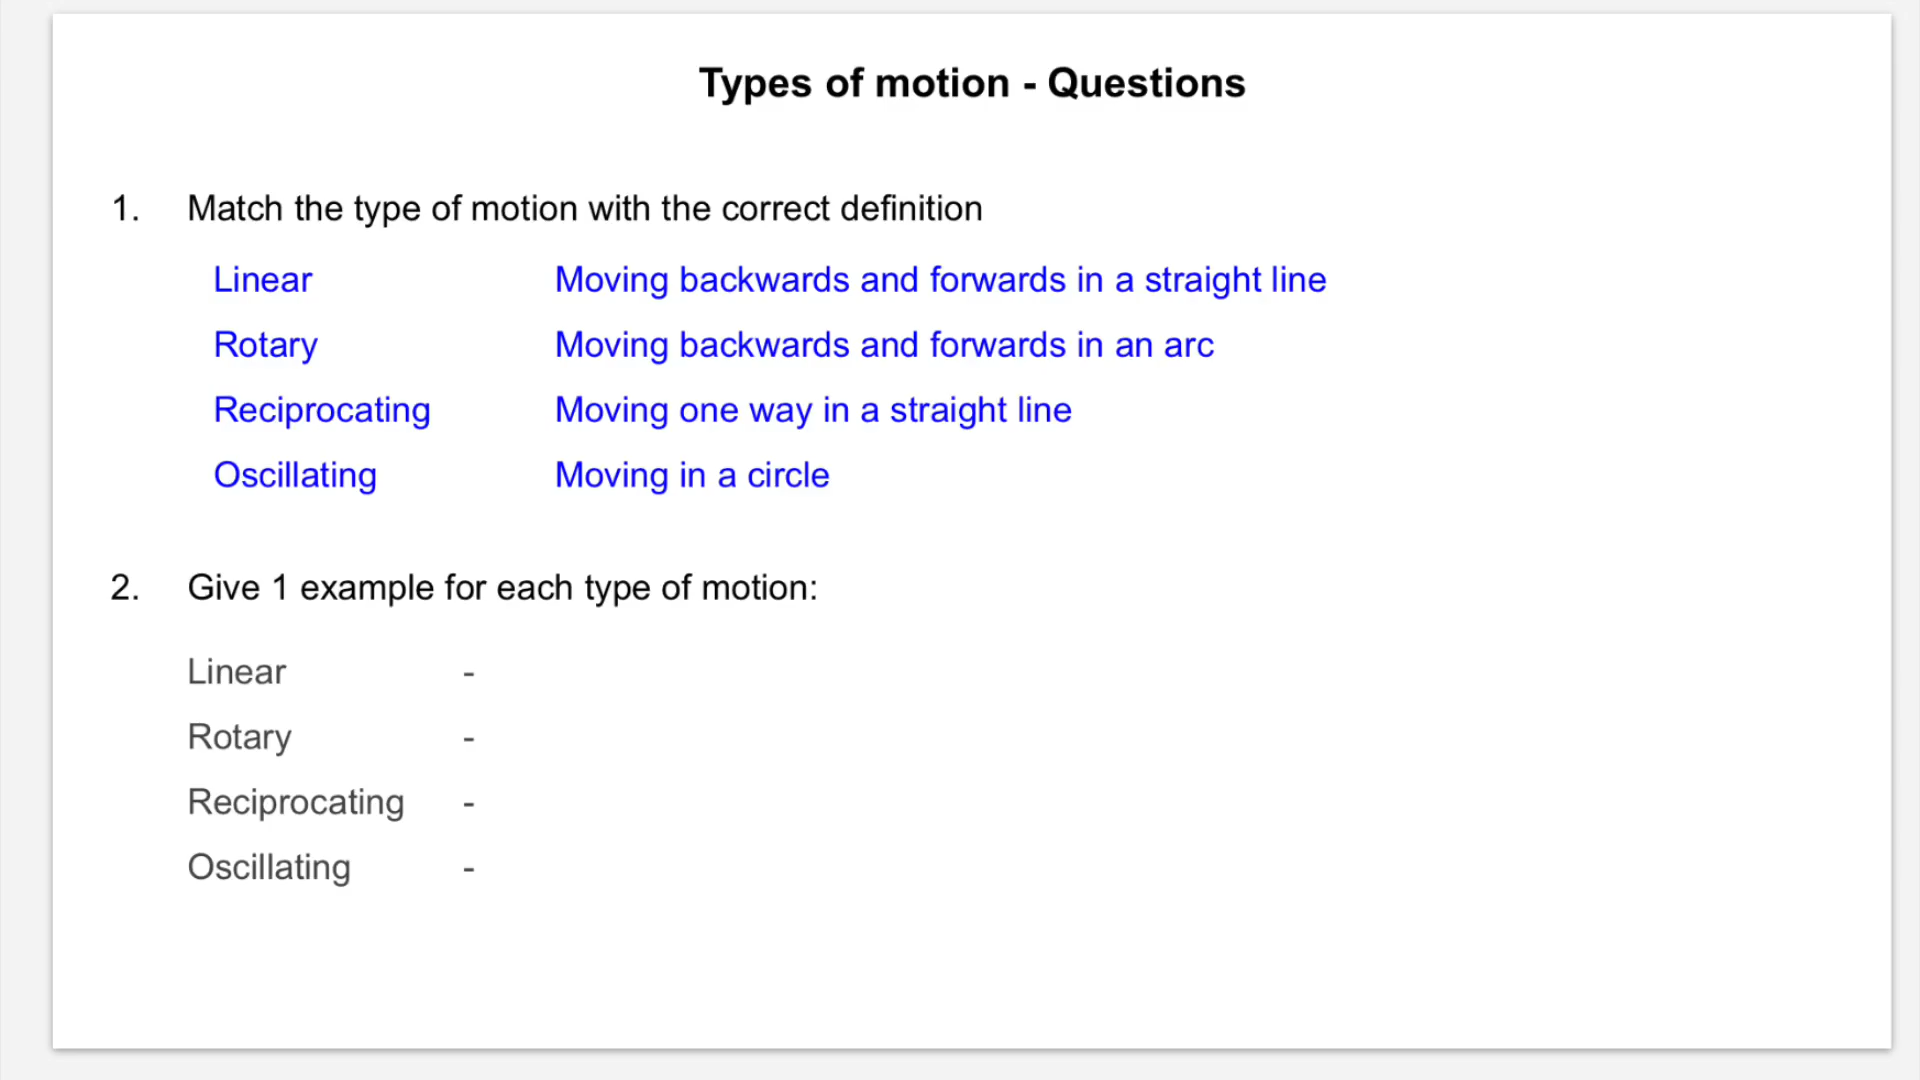 Types of motion - Questions
1. Match the type of motion with the correct definition
Linear Moving backwards and forwards in a straight line
Rotary Moving backwards and forwards in an arc
Reciprocating Moving one way in a straight line
Oscillating Moving in a circle
2. Give 1 example for each type of motion:
Linear -
Rotary -
Reciprocating -
Oscillating -